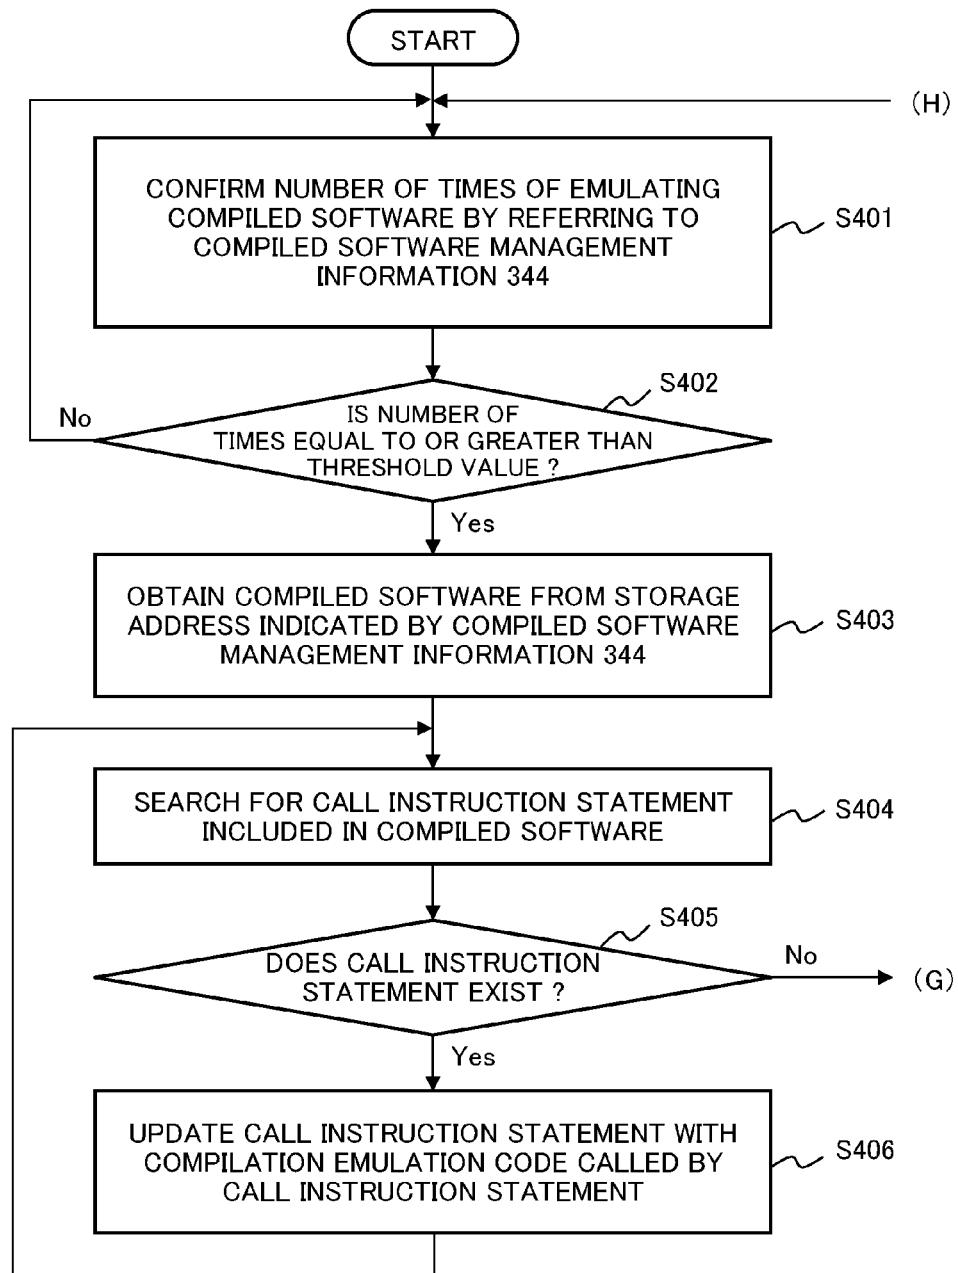 START
(H)
CONFIRM NUMBER OF TIMES OF EMULATING
COMPILED SOFTWARE BY REFERRING TO
COMPILED SOFTWARE MANAGEMENT
INFORMATION 344
S401
S402
No
IS NUMBER OF
TIMES EQUAL TO OR GREATER THAN
THRESHOLD VALUE ?
Yes
OBTAIN COMPILED SOFTWARE FROM STORAGE
ADDRESS INDICATED BY COMPILED SOFTWARE
MANAGEMENT INFORMATION 344
S403
SEARCH FOR CALL INSTRUCTION STATEMENT
INCLUDED IN COMPILED SOFTWARE
S404
S405
DOES CALL INSTRUCTION
STATEMENT EXIST ?
No
(G)
Yes
UPDATE CALL INSTRUCTION STATEMENT WITH
COMPILATION EMULATION CODE CALLED BY
CALL INSTRUCTION STATEMENT
S406